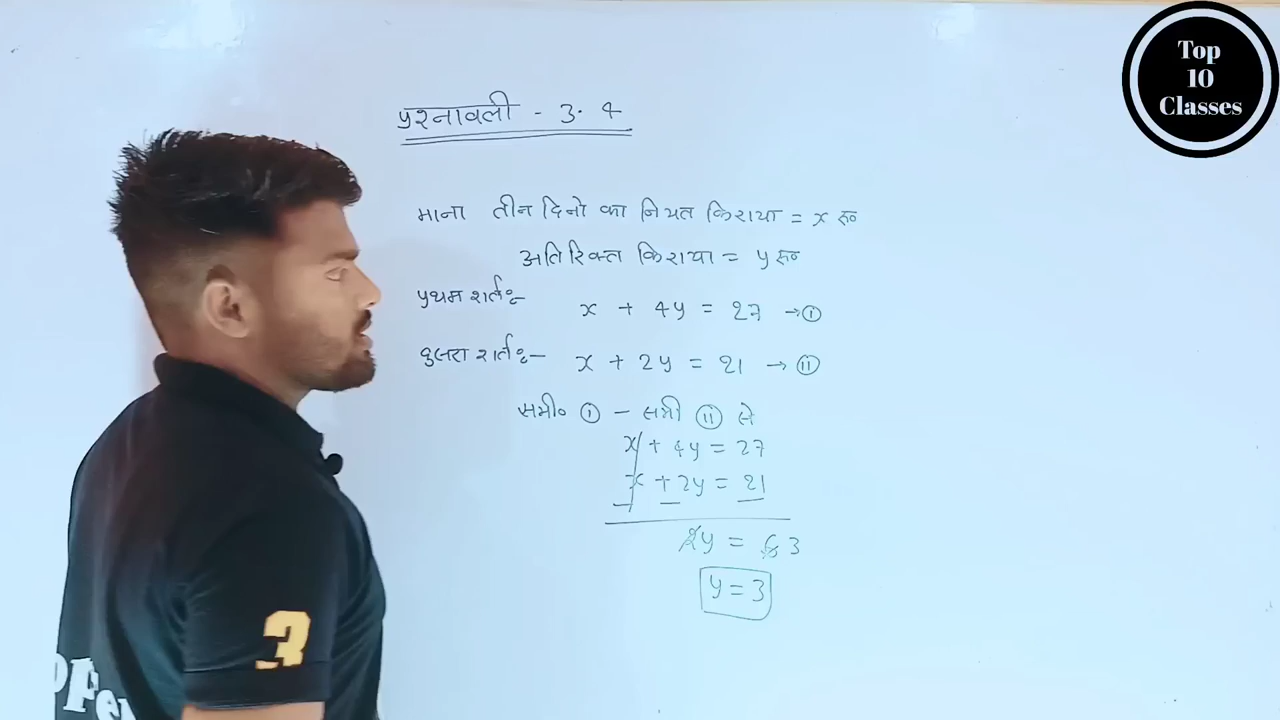 Top
10
Classes
प्रश्नावली - 3.4
माना तीन दिनो का नियत किराया = x रू०
अतिरिक्त किराया = y रू०
प्रथम शर्तः- x + 4y = 27 → ①
दुसरा शर्तः- x + 2y = 21 → ⑪
समी० ① - समी ⑪ से
x + 4y = 27
x + 2y = 21
2y = 6 3
y = 3
3